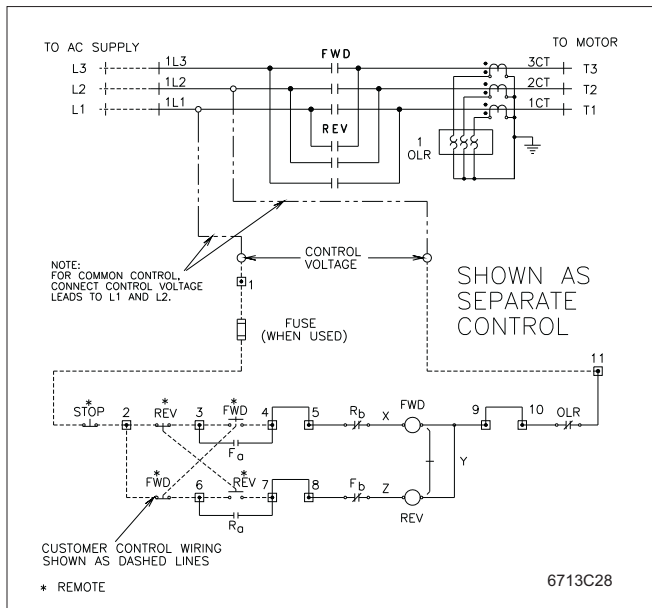 TO AC SUPPLY
FWD
TO MOTOR
L3 1L3 3CT T3
L2 1L2 2CT T2
L1 1L1 1CT T1
REV
1
OLR
NOTE:
FOR COMMON CONTROL,
CONNECT CONTROL VOLTAGE
LEADS TO L1 AND L2.
CONTROL
VOLTAGE
1
FUSE
(WHEN USED)
SHOWN AS
SEPARATE
CONTROL
11
* STOP 2 * REV 3 * FWD 4 5 Rb X FWD 9 10 OLR
Fa
Y
* FWD 6 * REV 7 8 Fb Z REV
Ra
CUSTOMER CONTROL WIRING
SHOWN AS DASHED LINES
* REMOTE
6713C28